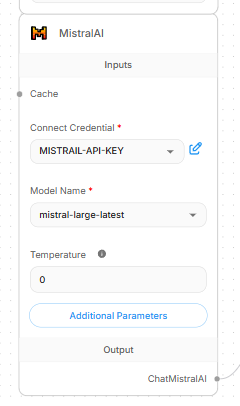 MistralAI
Inputs
Cache
Connect Credential *
MISTRAIL-API-KEY
Model Name *
mistral-large-latest
Temperature
0
Additional Parameters
Output
ChatMistralAI